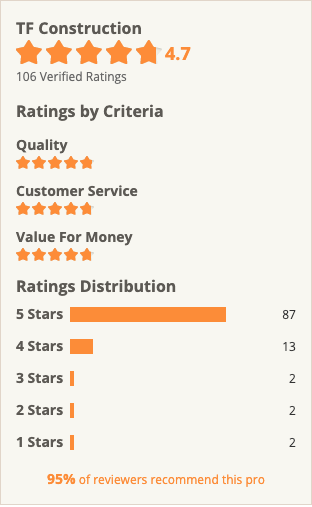 TF Construction
4.7
106 Verified Ratings
Ratings by Criteria
Quality
Customer Service
Value For Money
Ratings Distribution
5 Stars 87
4 Stars 13
3 Stars 2
2 Stars 2
1 Stars 2
95% of reviewers recommend this pro